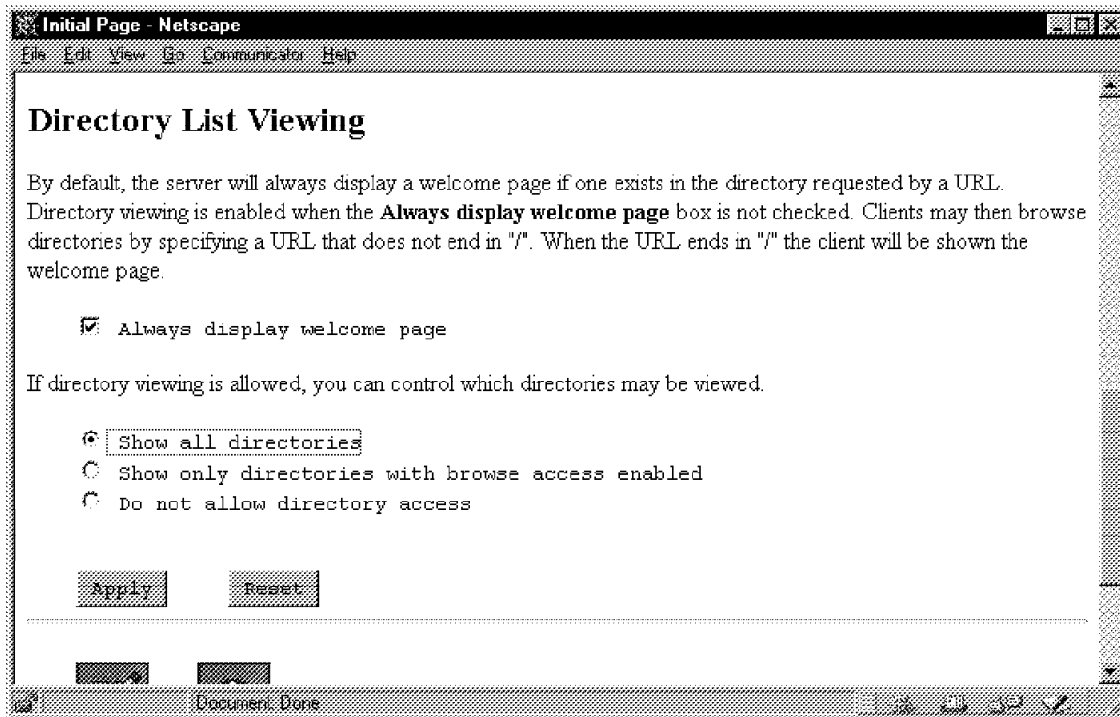 Initial Page - Netscape
File Edit View Go Communicator Help
Directory List Viewing
By default, the server will always display a welcome page if one exists in the directory requested by a URL.
Directory viewing is enabled when the Always display welcome page box is not checked. Clients may then browse
directories by specifying a URL that does not end in "/". When the URL ends in "/" the client will be shown the
welcome page.
Always display welcome page
If directory viewing is allowed, you can control which directories may be viewed.
Show all directories
Show only directories with browse access enabled
Do not allow directory access
Apply Reset
Document: Done